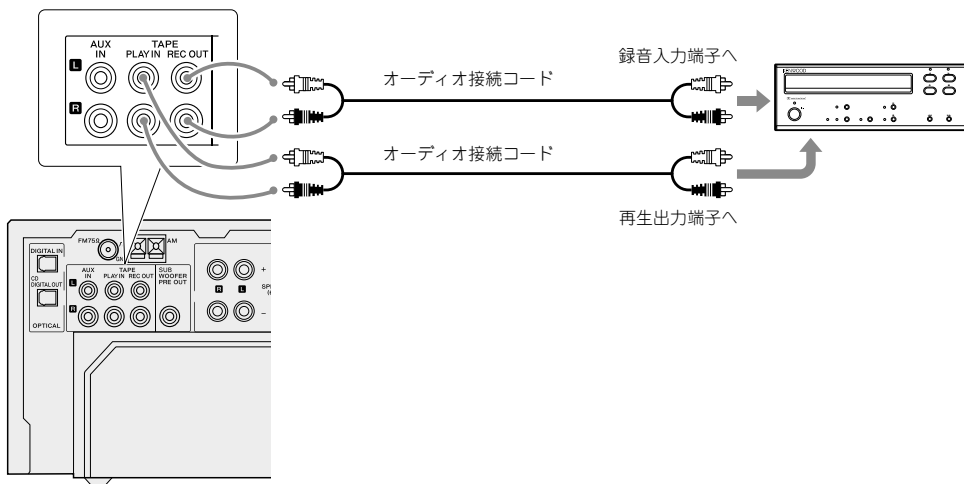 AUX IN
TAPE
PLAY IN REC OUT
L
R
オーディオ接続コード
録音入力端子へ
KENWOOD
オーディオ接続コード
再生出力端子へ
FM75Ω
GN
AM
DIGITAL IN
CD DIGITAL OUT
OPTICAL
AUX IN
TAPE
PLAY IN REC OUT
SUB WOOFER PRE OUT
L
R
R L
+
−
SP